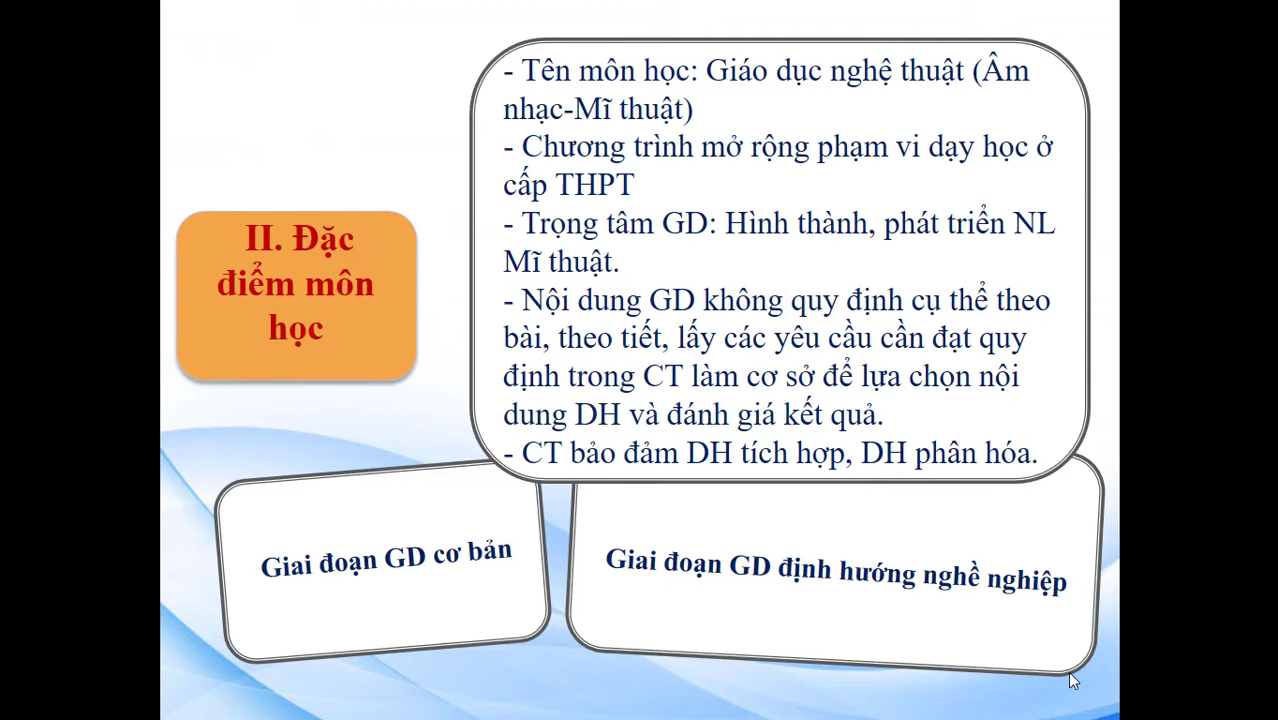 II. Đặc
điểm môn
học
- Tên môn học: Giáo dục nghệ thuật (Âm
nhạc-Mĩ thuật)
- Chương trình mở rộng phạm vi dạy học ở
cấp THPT
- Trọng tâm GD: Hình thành, phát triển NL
Mĩ thuật.
- Nội dung GD không quy định cụ thể theo
bài, theo tiết, lấy các yêu cầu cần đạt quy
định trong CT làm cơ sở để lựa chọn nội
dung DH và đánh giá kết quả.
- CT bảo đảm DH tích hợp, DH phân hóa.
Giai đoạn GD cơ bản
Giai đoạn GD định hướng nghề nghiệp